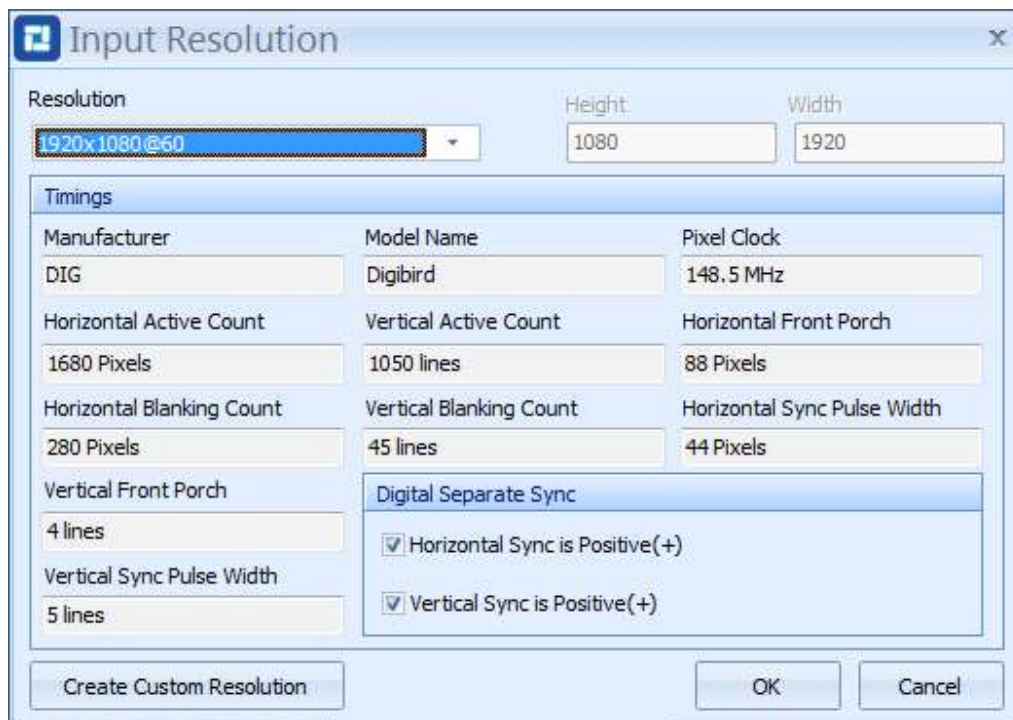 Input Resolution
Resolution
Height
Width
1920x1080@60
1080
1920
Timings
Manufacturer
Model Name
Pixel Clock
DIG
Digibird
148.5 MHz
Horizontal Active Count
Vertical Active Count
Horizontal Front Porch
1680 Pixels
1050 lines
88 Pixels
Horizontal Blanking Count
Vertical Blanking Count
Horizontal Sync Pulse Width
280 Pixels
45 lines
44 Pixels
Vertical Front Porch
4 lines
Vertical Sync Pulse Width
5 lines
Digital Separate Sync
Horizontal Sync is Positive(+)
Vertical Sync is Positive(+)
Create Custom Resolution
OK
Cancel